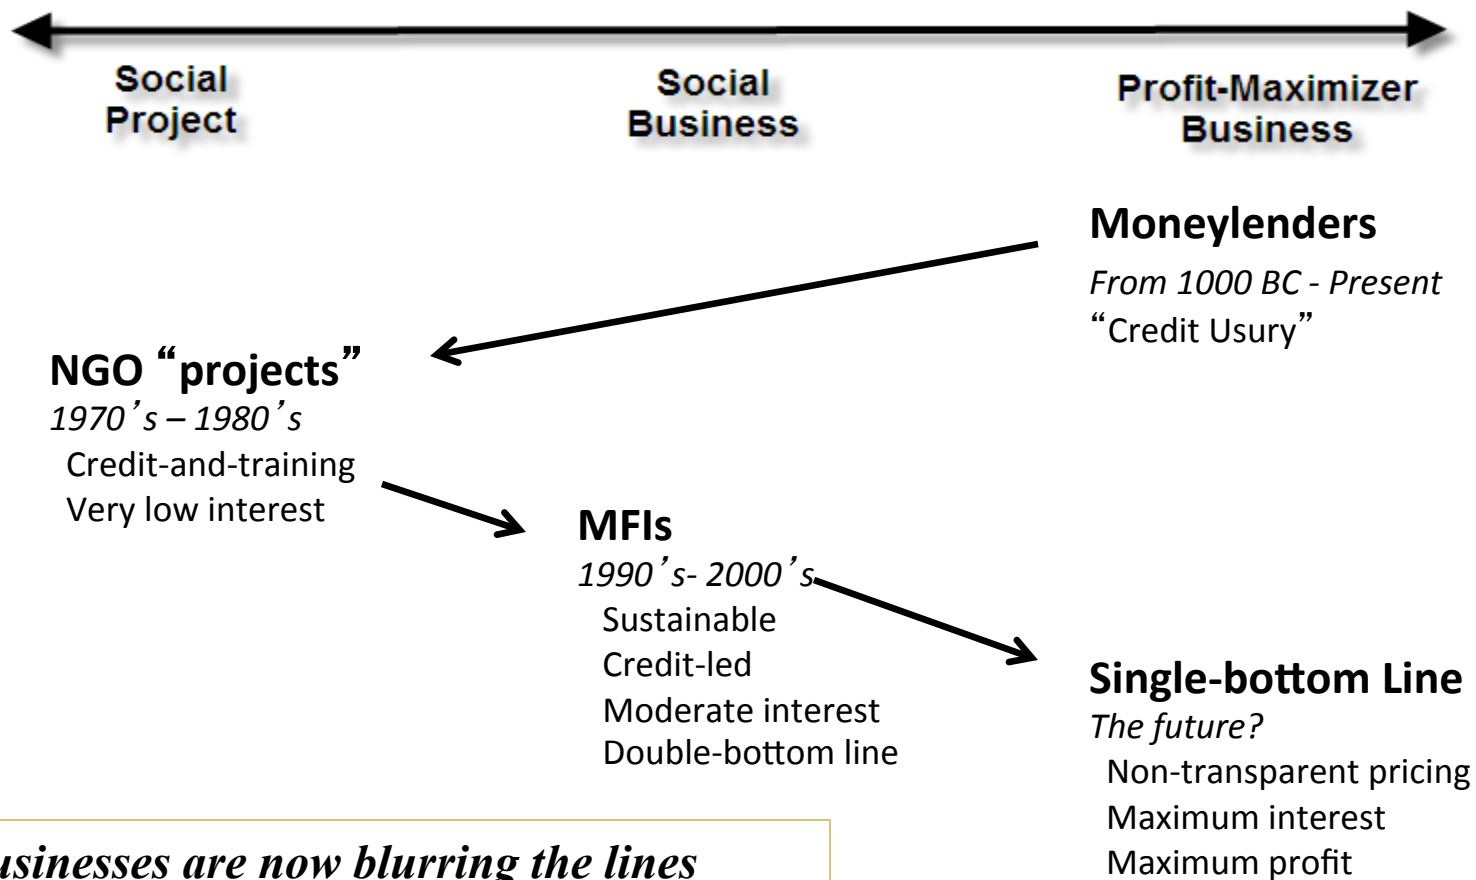 Social
Project
Social
Business
Profit-Maximizer
Business
Moneylenders
From 1000 BC - Present
“Credit Usury”
NGO “projects”
1970’s – 1980’s
Credit-and-training
Very low interest
MFIs
1990’s- 2000’s
Sustainable
Credit-led
Moderate interest
Double-bottom line
Single-bottom Line
The future?
Non-transparent pricing
Maximum interest
Maximum profit
are now blurring the lines